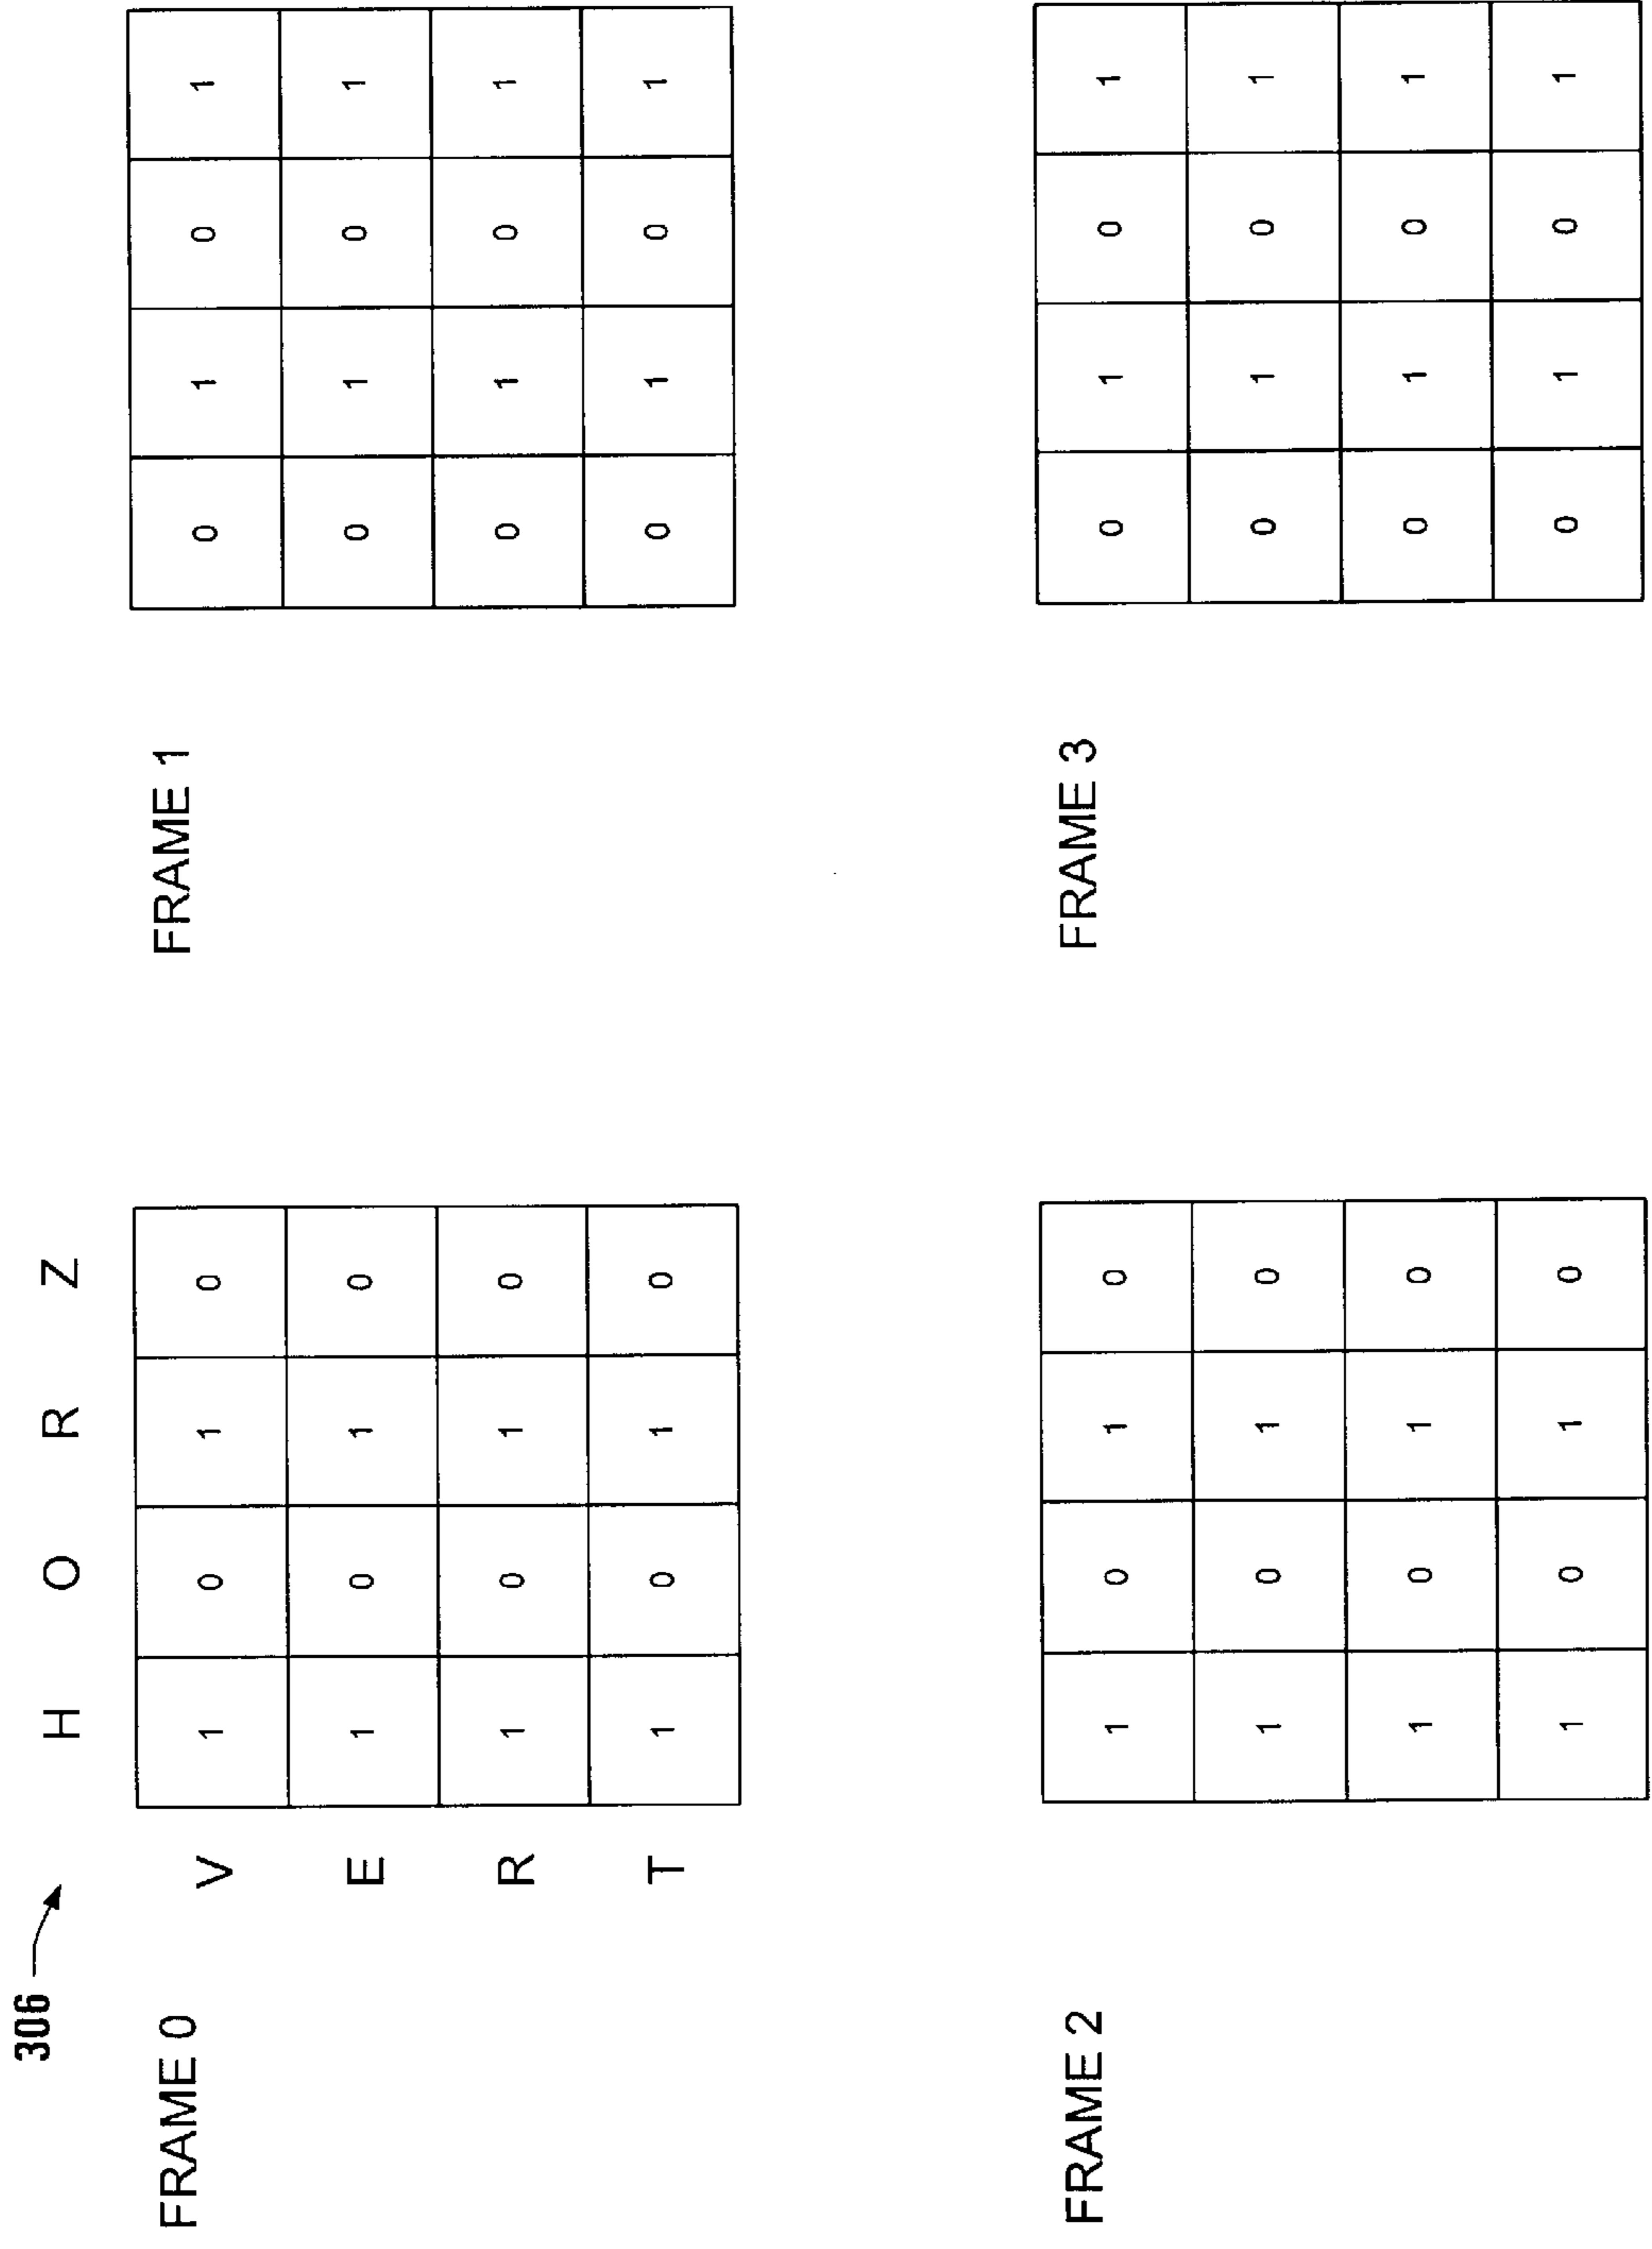 306
H O R Z
FRAME 0 V 1 0 1 0 FRAME 1 0 1 0 1
E 1 0 1 0 0 1 0 1
R 1 0 1 0 0 1 0 1
T 1 0 1 0 0 1 0 1
FRAME 2 1 0 1 0 FRAME 3 0 1 0 1
1 0 1 0 0 1 0 1
1 0 1 0 0 1 0 1
1 0 1 0 0 1 0 1